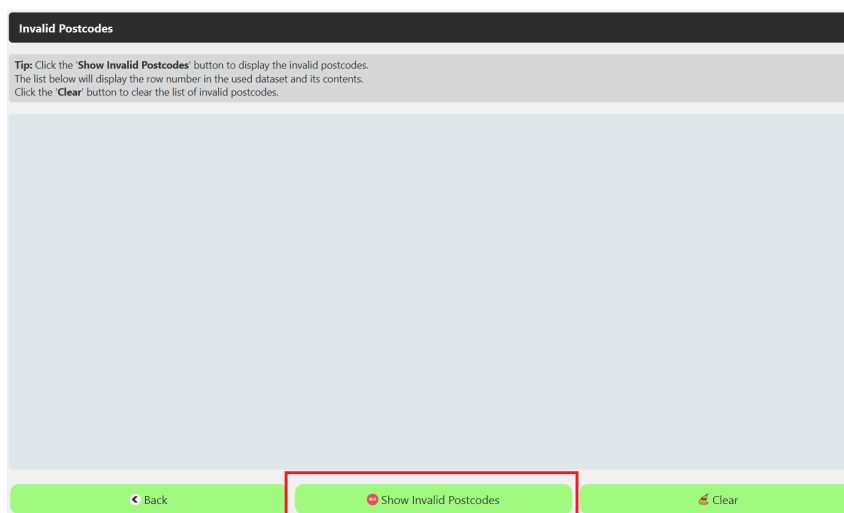 Invalid Postcodes
Tip: Click the 'Show Invalid Postcodes' button to display the invalid postcodes.
The list below will display the row number in the used dataset and its contents.
Click the 'Clear' button to clear the list of invalid postcodes.
Back
Show Invalid Postcodes
Clear